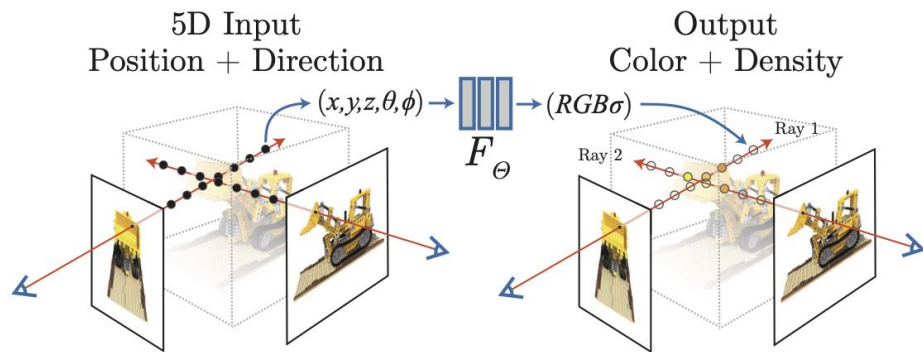 5D Input
Position + Direction
Output
Color + Density
(x,y,z,θ,ϕ)
F_Θ
(RGBσ)
Ray 1
Ray 2